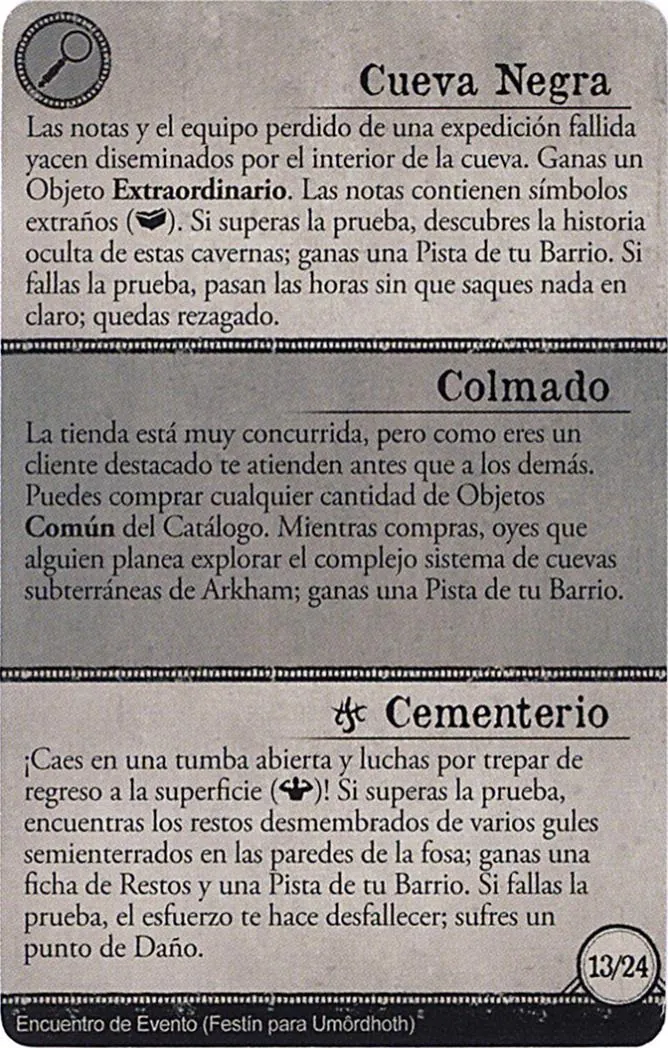 Cueva Negra
Las notas y el equipo perdido de una expedición fallida
yacen diseminados por el interior de la cueva. Ganas un
Objeto Extraordinario. Las notas contienen símbolos
extraños (). Si superas la prueba, descubres la historia
oculta de estas cavernas; ganas una Pista de tu Barrio. Si
fallas la prueba, pasan las horas sin que saques nada en
claro; quedas rezagado.
Colmado
La tienda está muy concurrida, pero como eres un
cliente destacado te atienden antes que a los demás.
Puedes comprar cualquier cantidad de Objetos
Común del Catálogo. Mientras compras, oyes que
alguien planea explorar el complejo sistema de cuevas
subterráneas de Arkham; ganas una Pista de tu Barrio.
Cementerio
¡Caes en una tumba abierta y luchas por trepar de
regreso a la superficie ()! Si superas la prueba,
encuentras los restos desmembrados de varios gules
semienterrados en las paredes de la fosa; ganas una
ficha de Restos y una Pista de tu Barrio. Si fallas la
prueba, el esfuerzo te hace desfallecer; sufres un
punto de Daño.
13/24
Encuentro de Evento (Festín para Umôrdhoth)